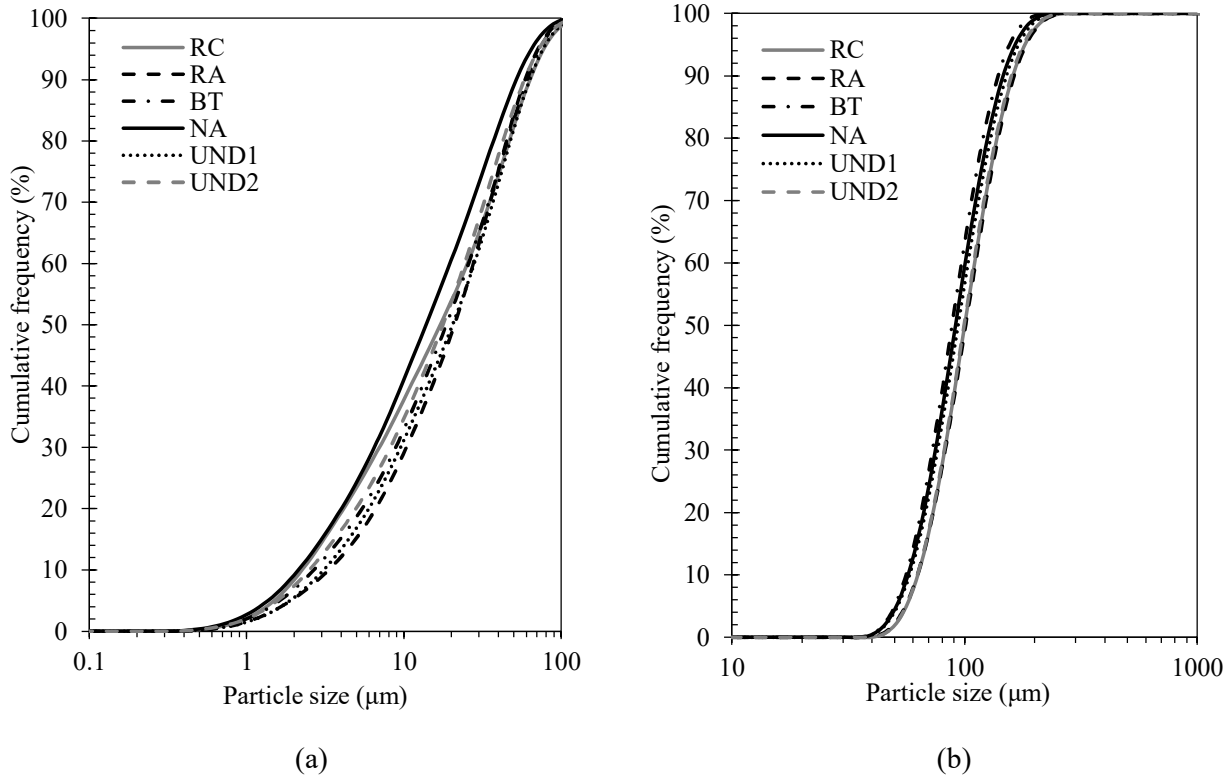 100
90
80
70
60
50
40
30
20
10
0
Cumulative frequency (%)
RC
RA
BT
NA
UND1
UND2
0.1 1 10 100
Particle size (μm)
(a)
100
90
80
70
60
50
40
30
20
10
0
Cumulative frequency (%)
RC
RA
BT
NA
UND1
UND2
10 100 1000
Particle size (μm)
(b)